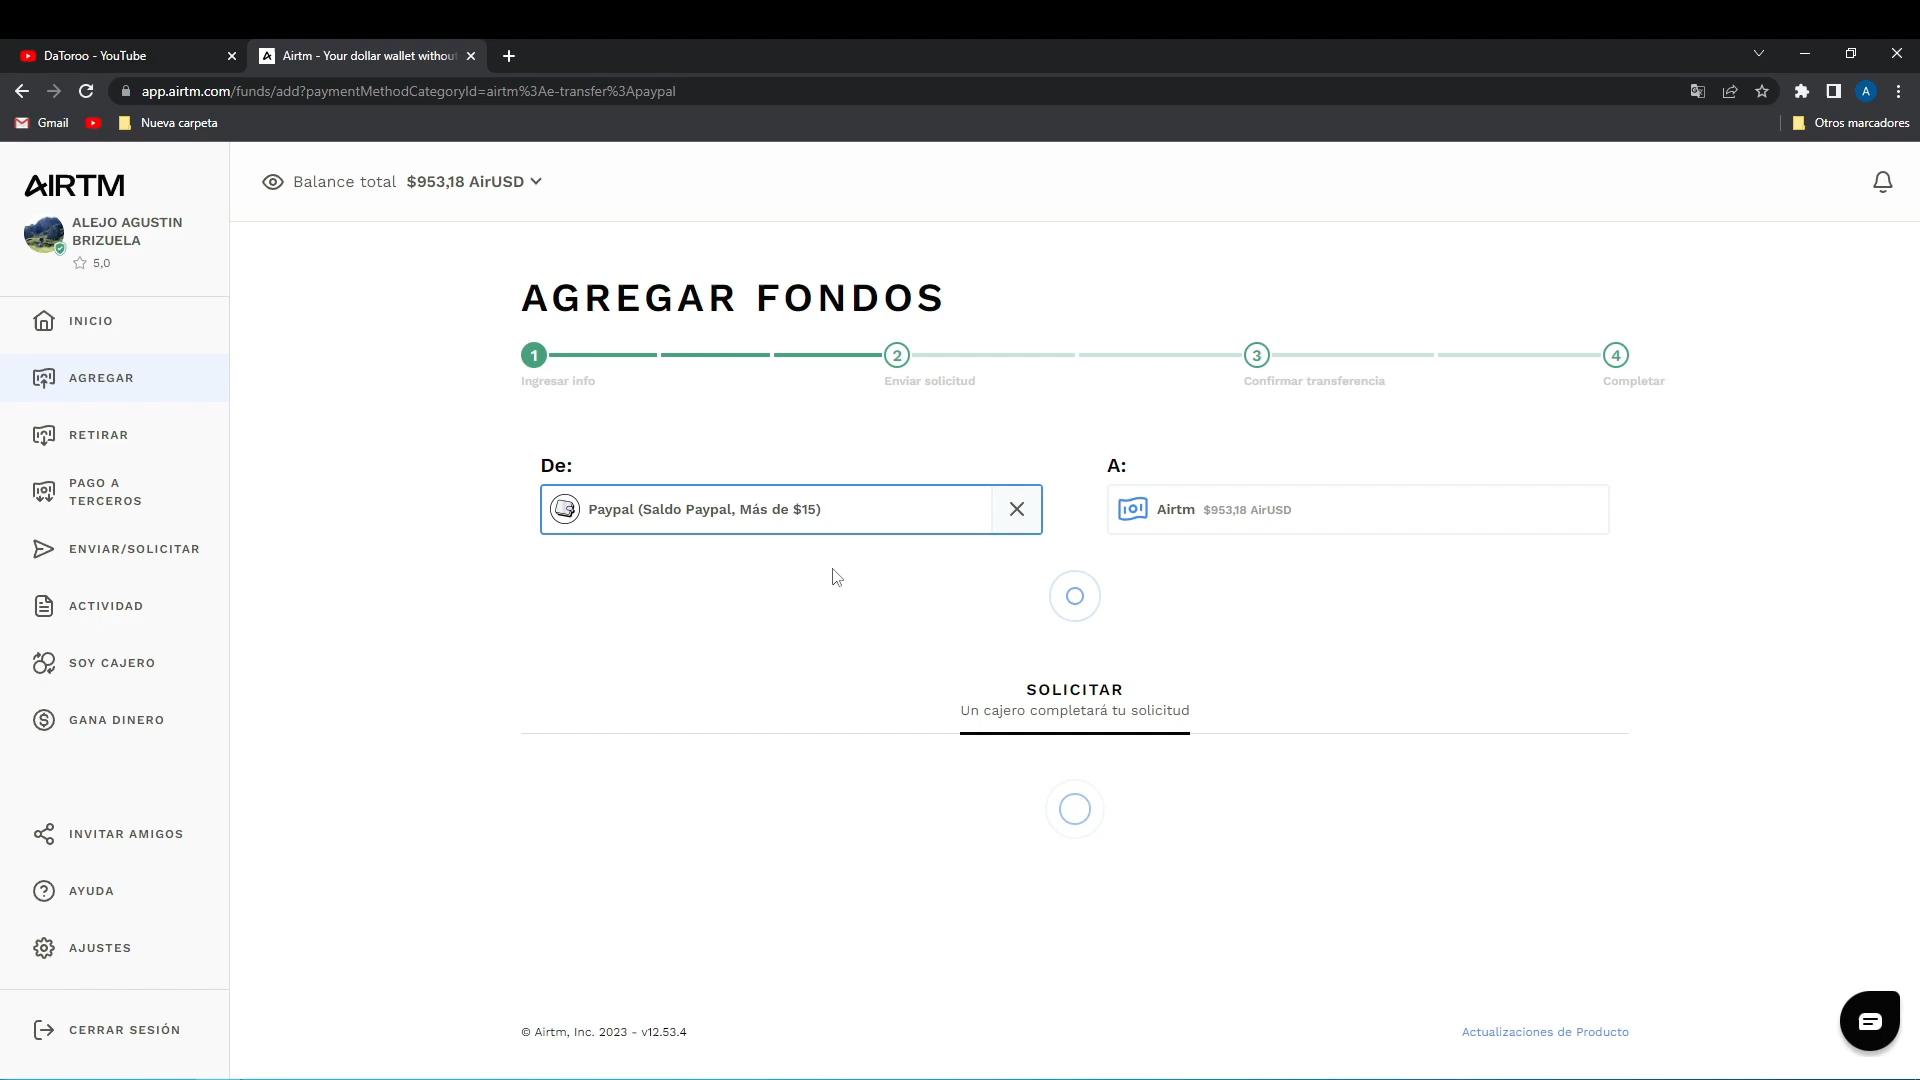 DaToroo - YouTube
Airtm - Your dollar wallet withou
app.airtm.com/funds/add?paymentMethodCategoryId=airtm%3Ae-transfer%3Apaypal
A
Gmail
Nueva carpeta
Otros marcadores
AIRTM
ALEJO AGUSTIN
BRIZUELA
5,0
INICIO
AGREGAR
RETIRAR
PAGO A
TERCEROS
ENVIAR/SOLICITAR
ACTIVIDAD
SOY CAJERO
GANA DINERO
INVITAR AMIGOS
AYUDA
AJUSTES
CERRAR SESIÓN
Balance total $953,18 AirUSD
AGREGAR FONDOS
1 2 3 4
Ingresar info Enviar solicitud Confirmar transferencia Completar
De:
Paypal (Saldo Paypal, Más de $15)
A:
Airtm $953,18 AirUSD
SOLICITAR
Un cajero completará tu solicitud
© Airtm, Inc. 2023 - v12.53.4
Actualizaciones de Producto